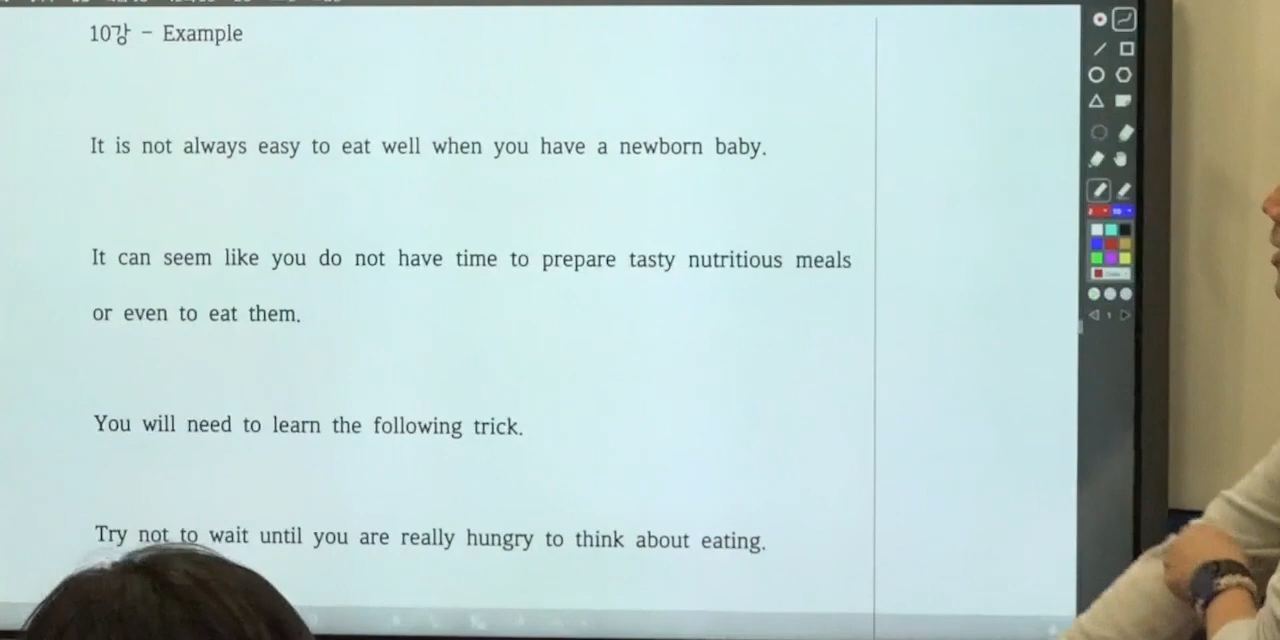 10강 - Example
It is not always easy to eat well when you have a newborn baby.
It can seem like you do not have time to prepare tasty nutritious meals
or even to eat them.
You will need to learn the following trick.
Try not to wait until you are really hungry to think about eating.